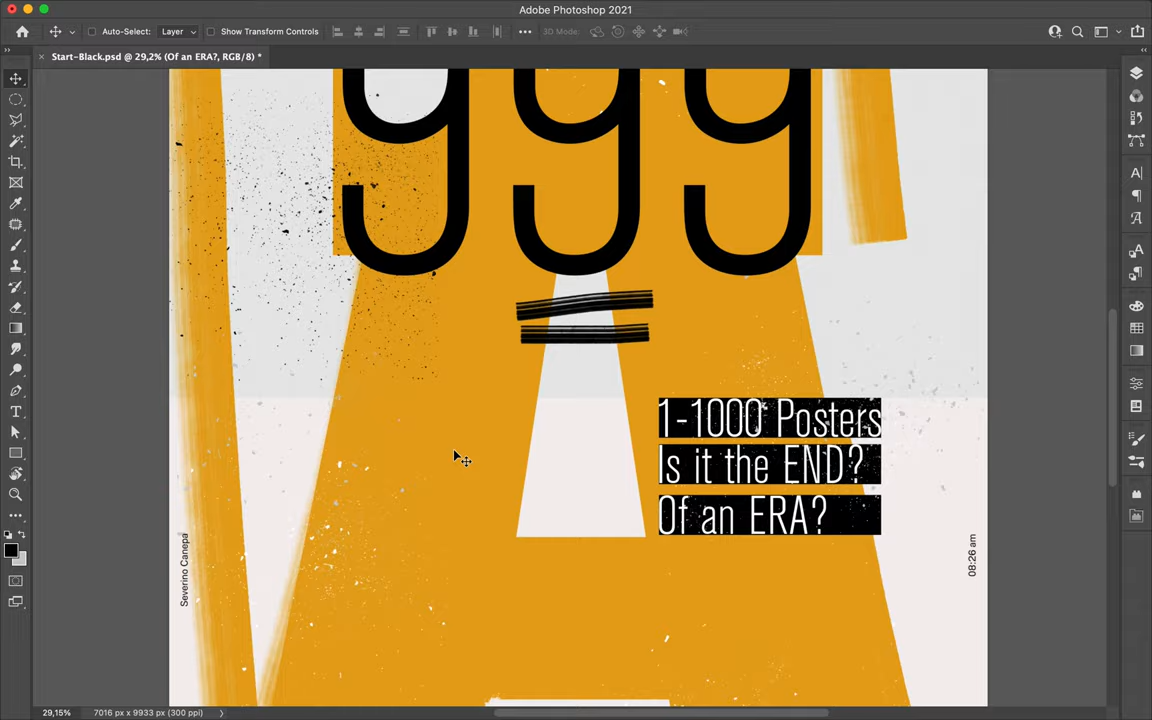 Adobe Photoshop 2021
Auto-Select: Layer Show Transform Controls 3D Mode:
Start-Black.psd @ 29,2% (Of an ERA?, RGB/8) *
999
1-1000 Posters
Is it the END?
Of an ERA?
Severino Canepa
08:26 am
29,15% 7016 px x 9933 px (300 ppi)